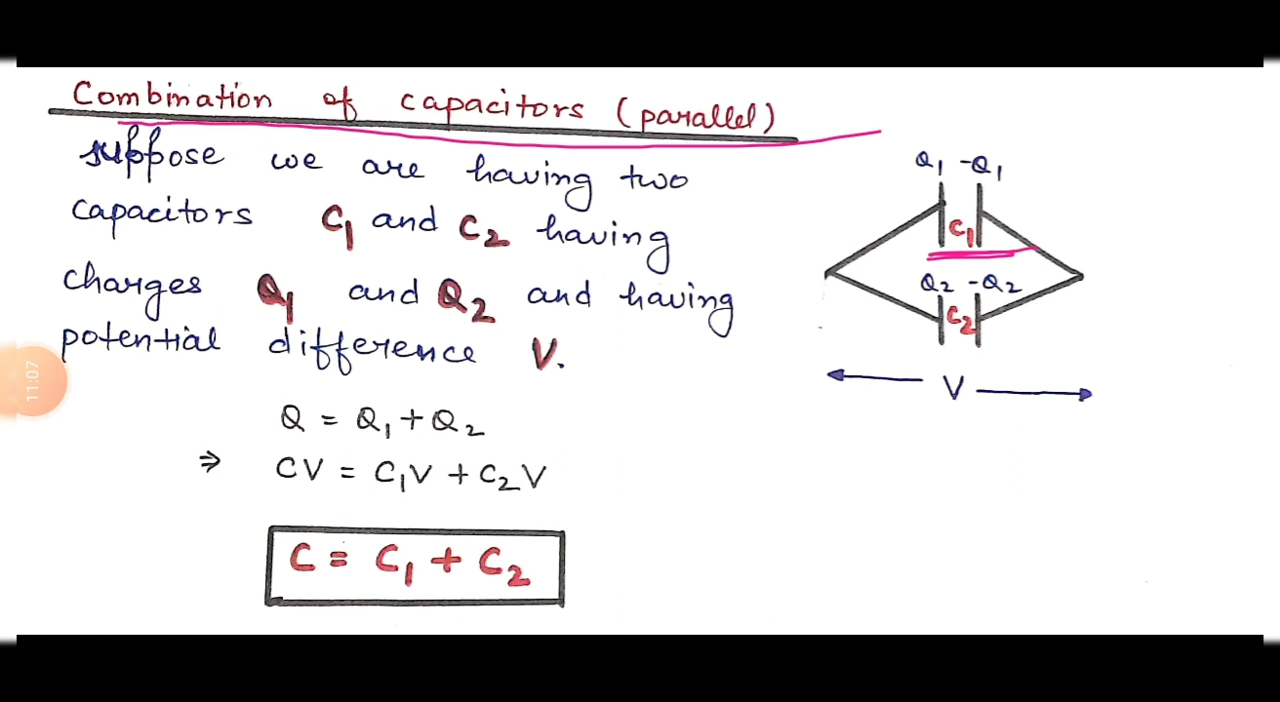 Combination of capacitors (parallel)
suppose we are having two
capacitors C₁ and C₂ having
charges Q₁ and Q₂ and having
potential difference V.
Q = Q₁ + Q₂
⇒ CV = C₁V + C₂V
C = C₁ + C₂
Q₁ -Q₁
C₁
Q₂ -Q₂
C₂
V
11:07